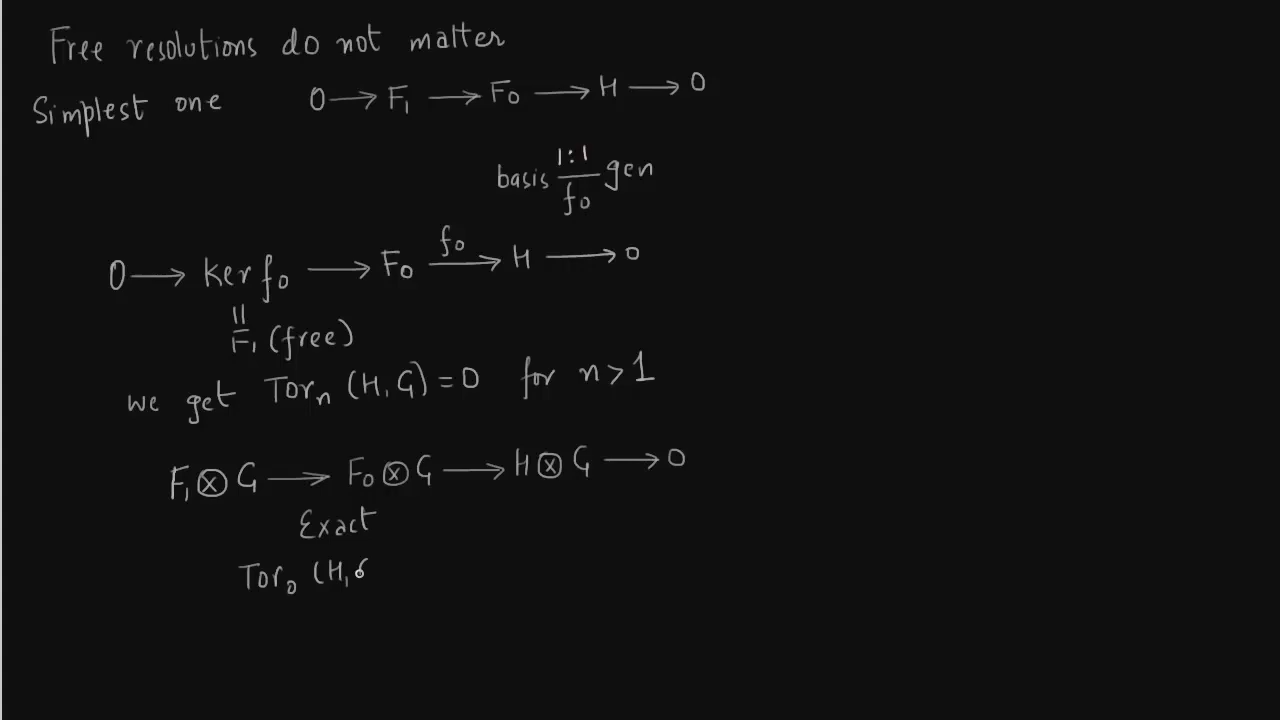 Free resolutions do not matter
Simplest one 0 → F₁ → F₀ → H → 0
basis 1:1/f₀ gen
0 → ker f₀ → F₀ →^{f₀} H → 0
|| F₁ (free)
we get Torₙ (H, G) = 0 for n > 1
F₁ ⊗ G → F₀ ⊗ G → H ⊗ G → 0
Exact
Tor₀ (H,